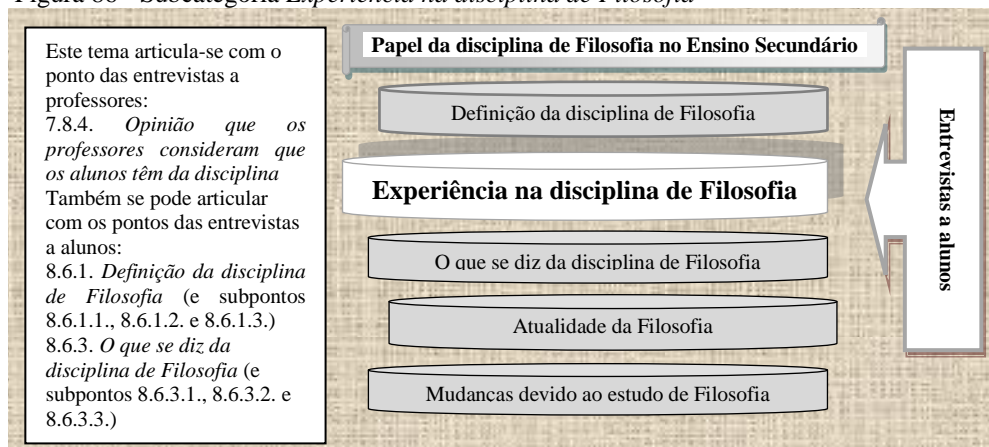 Figura 86 - Subcategoria Experiência na disciplina de Filosofia
Este tema articula-se com o
ponto das entrevistas a
professores:
7.8.4. Opinião que os
professores consideram que
os alunos têm da disciplina
Também se pode articular
com os pontos das entrevistas
a alunos:
8.6.1. Definição da disciplina
de Filosofia (e subpontos
8.6.1.1., 8.6.1.2. e 8.6.1.3.)
8.6.3. O que se diz da
disciplina de Filosofia (e
subpontos 8.6.3.1., 8.6.3.2. e
8.6.3.3.)
Papel da disciplina de Filosofia no Ensino Secundário
Definição da disciplina de Filosofia
Experiência na disciplina de Filosofia
O que se diz da disciplina de Filosofia
Atualidade da Filosofia
Mudanças devido ao estudo de Filosofia
Entrevistas a alunos